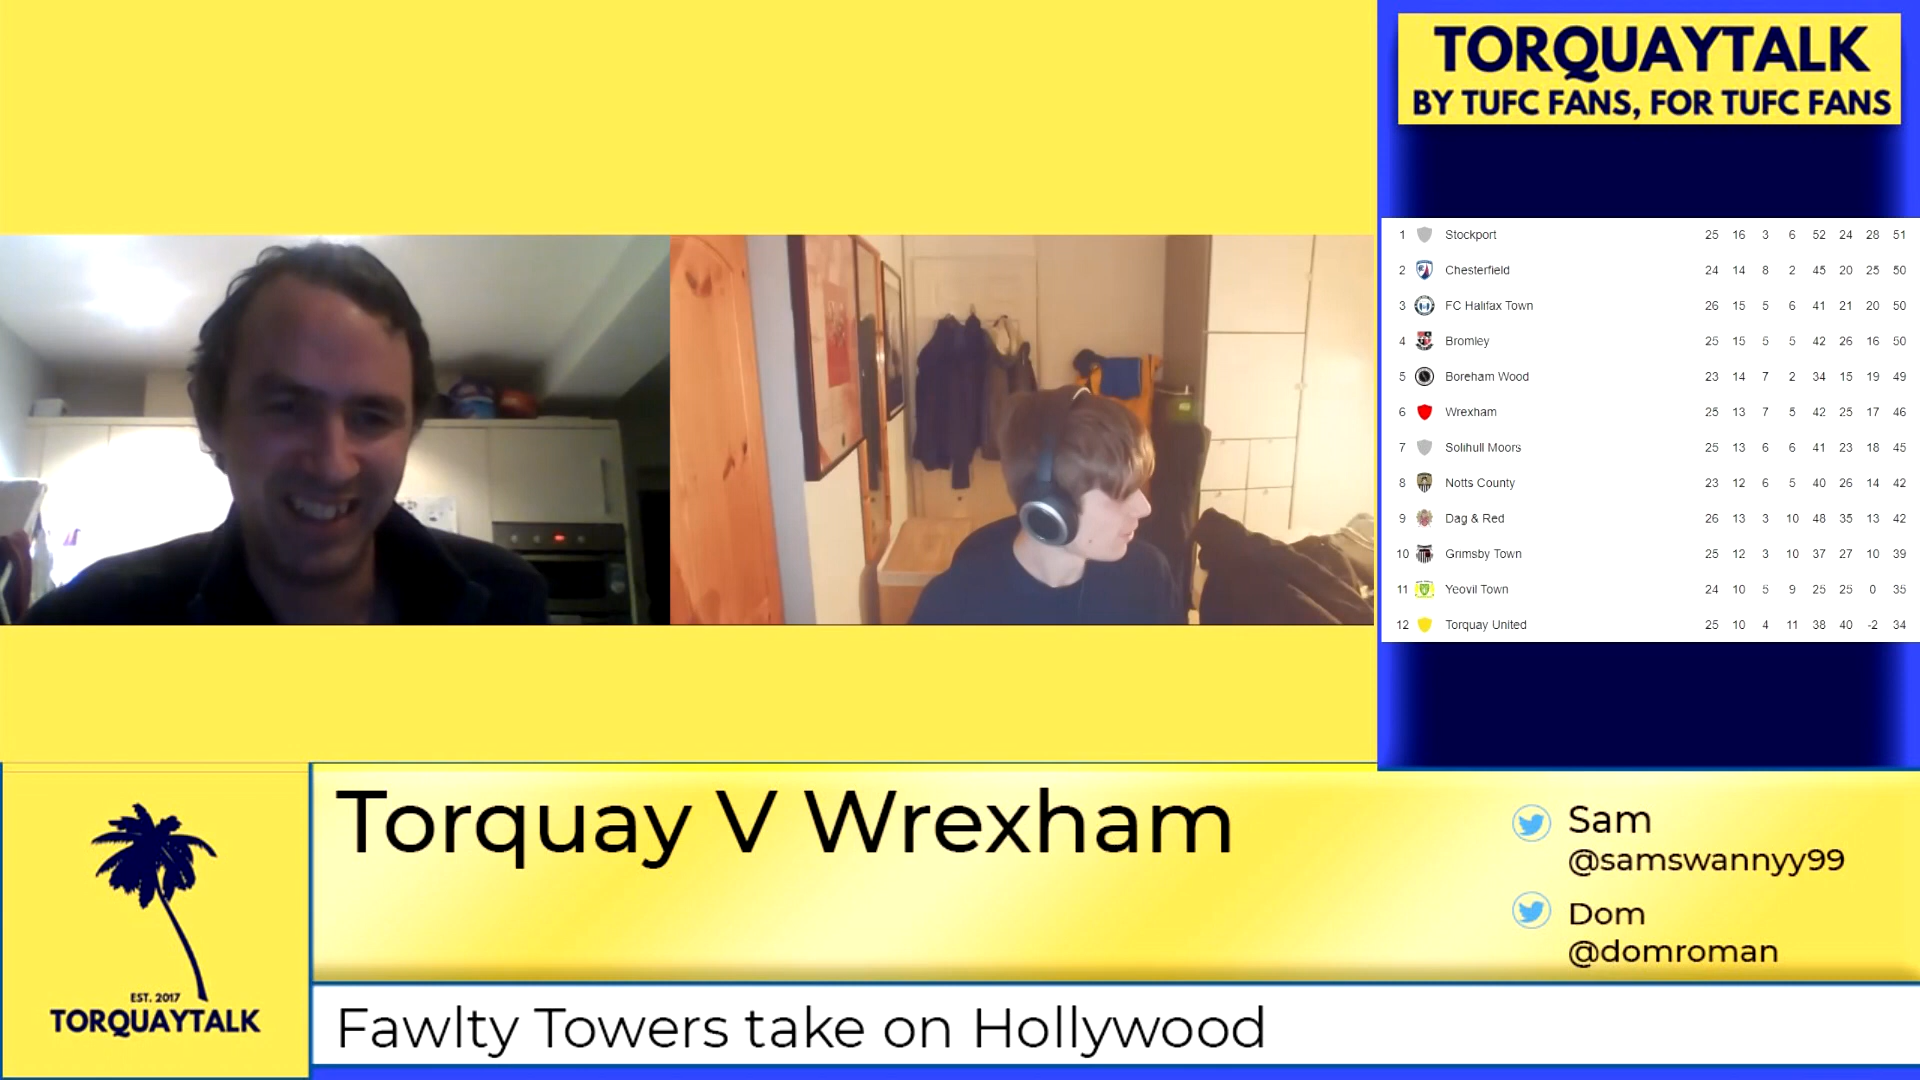 TORQUAYTALK
BY TUFC FANS, FOR TUFC FANS
1 Stockport 25 16 3 6 52 24 28 51
2 Chesterfield 24 14 8 2 45 20 25 50
3 FC Halifax Town 26 15 5 6 41 21 20 50
4 Bromley 25 15 5 5 42 26 16 50
5 Boreham Wood 23 14 7 2 34 15 19 49
6 Wrexham 25 13 7 5 42 25 17 46
7 Solihull Moors 25 13 6 6 41 23 18 45
8 Notts County 23 12 6 5 40 26 14 42
9 Dag & Red 26 13 3 10 48 35 13 42
10 Grimsby Town 25 12 3 10 37 27 10 39
11 Yeovil Town 24 10 5 9 25 25 0 35
12 Torquay United 25 10 4 11 38 40 -2 34
Torquay V Wrexham
Sam
@samswannyy99
Dom
@domroman
EST. 2017
TORQUAYTALK
Fawlty Towers take on Hollywood